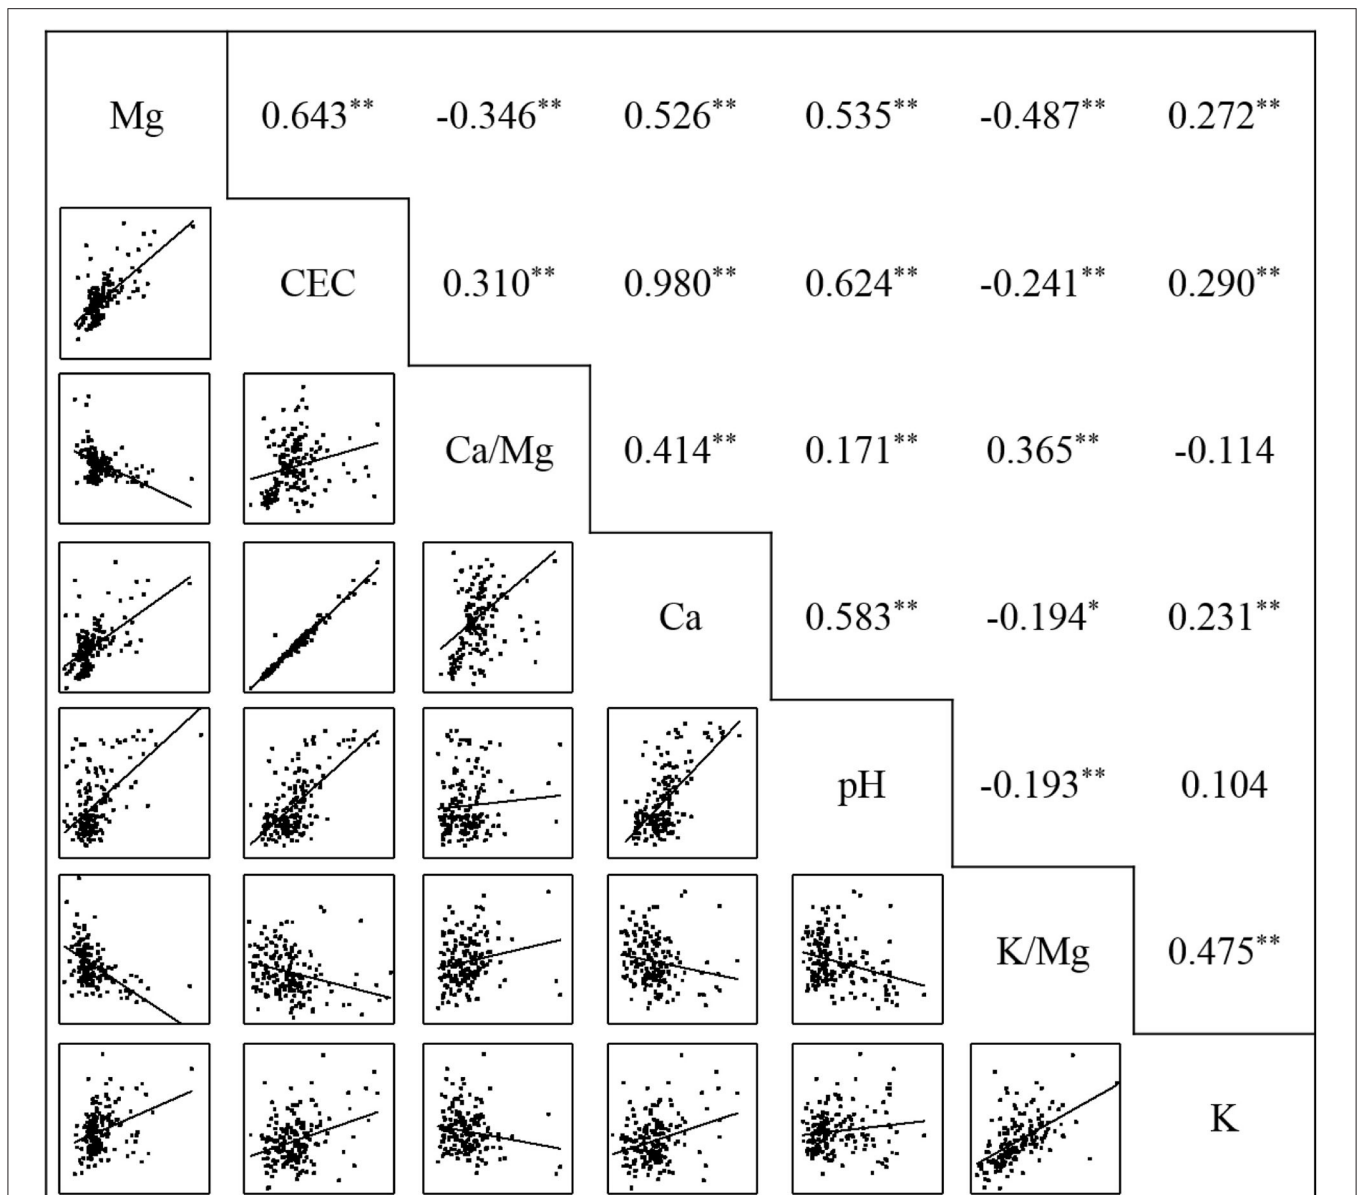 Mg 0.643** -0.346** 0.526** 0.535** -0.487** 0.272**
CEC 0.310** 0.980** 0.624** -0.241** 0.290**
Ca/Mg 0.414** 0.171** 0.365** -0.114
Ca 0.583** -0.194* 0.231**
pH -0.193** 0.104
K/Mg 0.475**
K